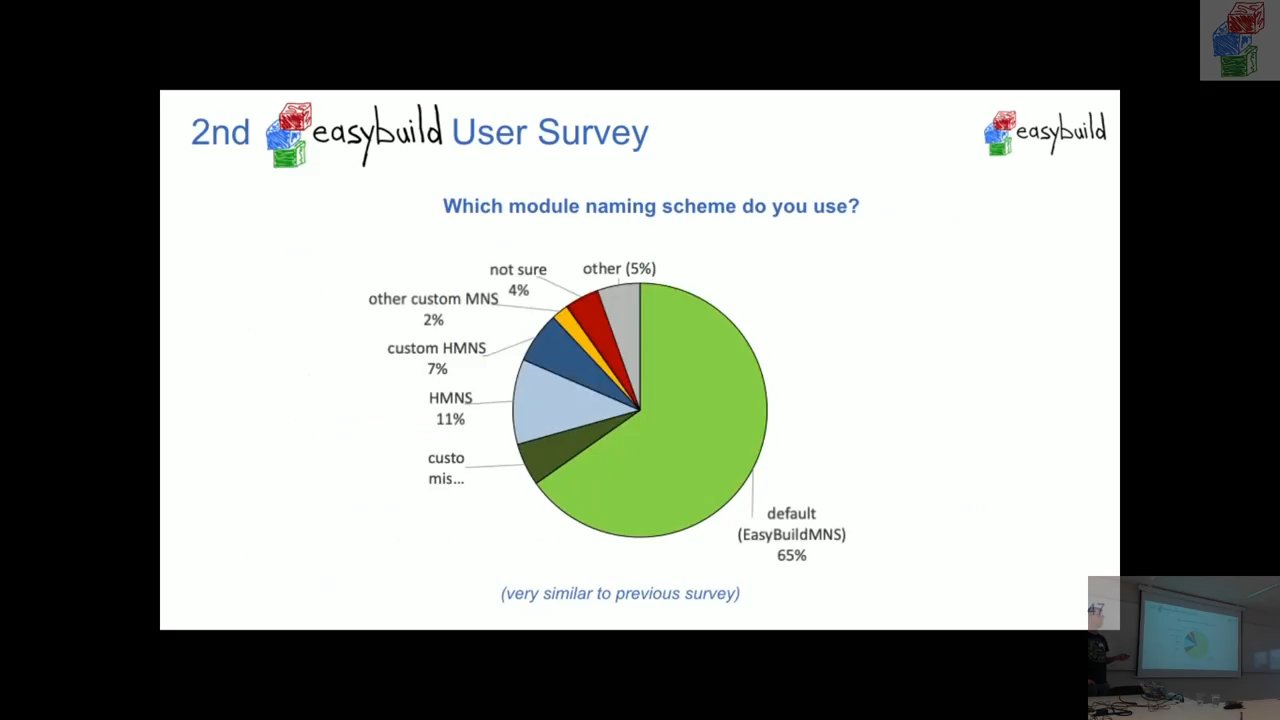 2nd easybuild User Survey
easybuild
Which module naming scheme do you use?
not sure
4%
other (5%)
other custom MNS
2%
custom HMNS
7%
HMNS
11%
custo
mis...
default
(EasyBuildMNS)
65%
(very similar to previous survey)
47